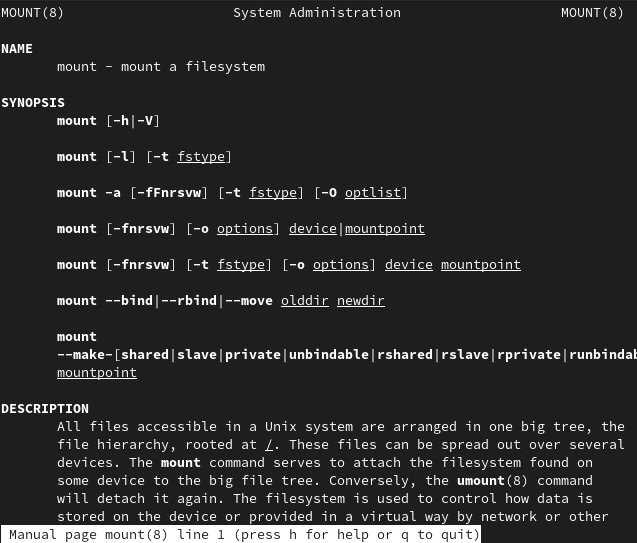 MOUNT(8) System Administration MOUNT(8)
NAME
mount - mount a filesystem
SYNOPSIS
mount [-h|-V]
mount [-l] [-t fstype]
mount -a [-fFnrsvw] [-t fstype] [-O optlist]
mount [-fnrsvw] [-o options] device|mountpoint
mount [-fnrsvw] [-t fstype] [-o options] device mountpoint
mount --bind|--rbind|--move olddir newdir
mount
--make-[shared|slave|private|unbindable|rshared|rslave|rprivate|runbindab
mountpoint
DESCRIPTION
All files accessible in a Unix system are arranged in one big tree, the
file hierarchy, rooted at /. These files can be spread out over several
devices. The mount command serves to attach the filesystem found on
some device to the big file tree. Conversely, the umount(8) command
will detach it again. The filesystem is used to control how data is
stored on the device or provided in a virtual way by network or other
Manual page mount(8) line 1 (press h for help or q to quit)